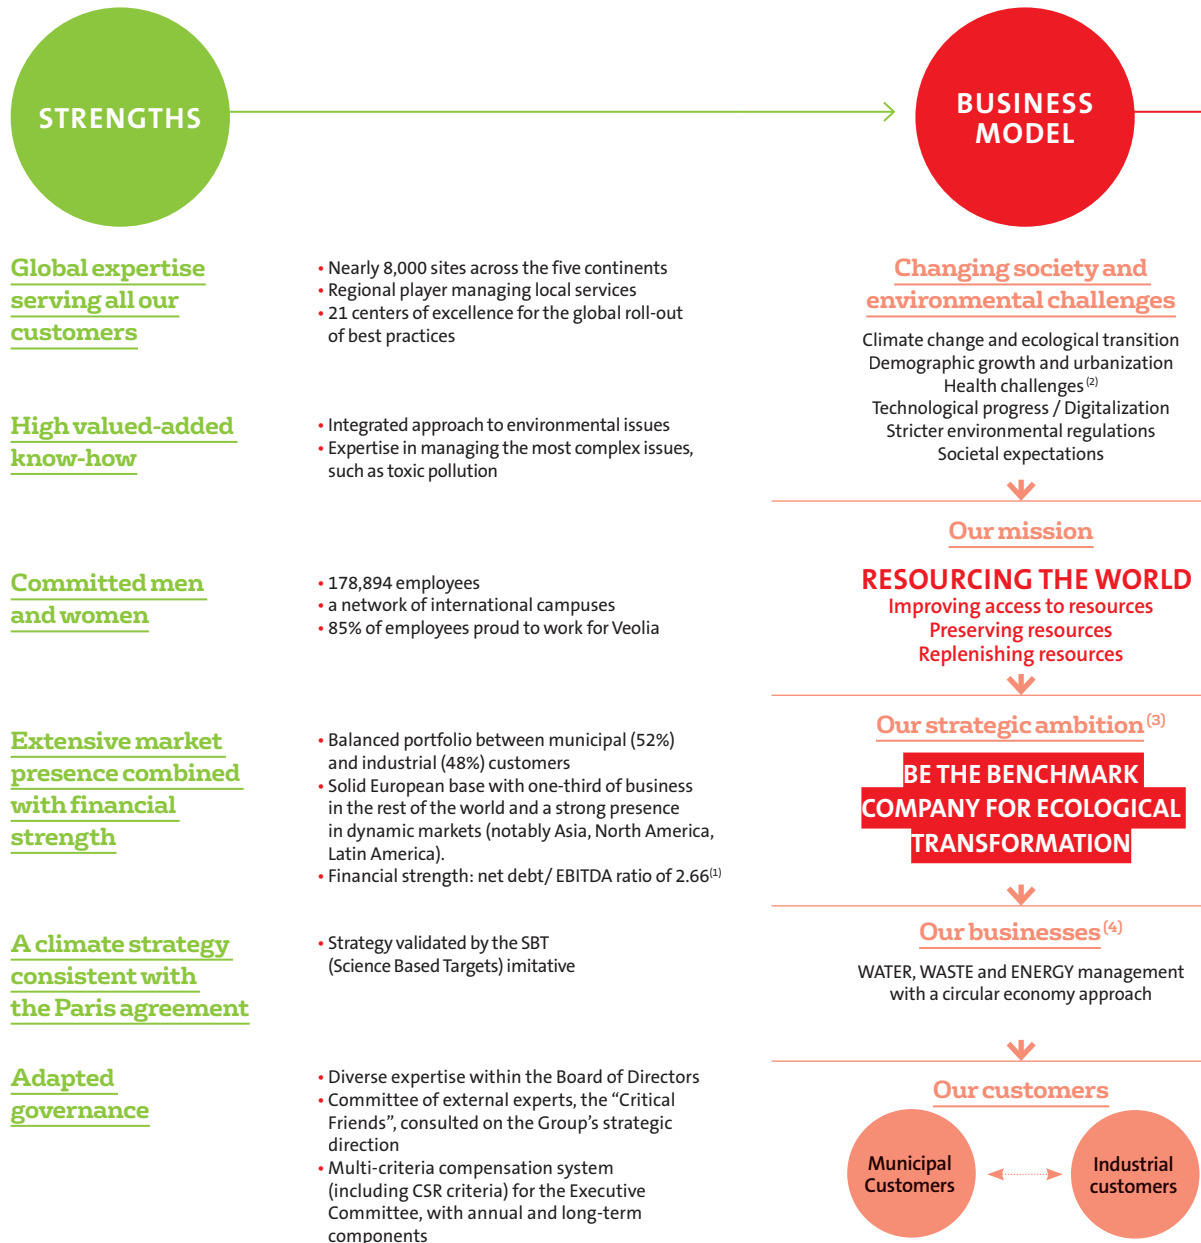 STRENGTHS
BUSINESS
MODEL
Global expertise
serving all our
customers
• Nearly 8,000 sites across the five continents
• Regional player managing local services
• 21 centers of excellence for the global roll-out
of best practices
High valued-added
know-how
• Integrated approach to environmental issues
• Expertise in managing the most complex issues,
such as toxic pollution
Committed men
and women
• 178,894 employees
• a network of international campuses
• 85% of employees proud to work for Veolia
Extensive market
presence combined
with financial
strength
• Balanced portfolio between municipal (52%)
and industrial (48%) customers
• Solid European base with one-third of business
in the rest of the world and a strong presence
in dynamic markets (notably Asia, North America,
Latin America).
• Financial strength: net debt/ EBITDA ratio of 2.66(1)
A climate strategy
consistent with
the Paris agreement
• Strategy validated by the SBT
(Science Based Targets) imitative
Adapted
governance
• Diverse expertise within the Board of Directors
• Committee of external experts, the “Critical
Friends”, consulted on the Group’s strategic
direction
• Multi-criteria compensation system
(including CSR criteria) for the Executive
Committee, with annual and long-term
components
Changing society and
environmental challenges
Climate change and ecological transition
Demographic growth and urbanization
Health challenges (2)
Technological progress / Digitalization
Stricter environmental regulations
Societal expectations
Our mission
RESOURCING THE WORLD
Improving access to resources
Preserving resources
Replenishing resources
Our strategic ambition (3)
BE THE BENCHMARK
COMPANY FOR ECOLOGICAL
TRANSFORMATION
Our businesses (4)
WATER, WASTE and ENERGY management
with a circular economy approach
Our customers
Municipal
Customers
Industrial
customers